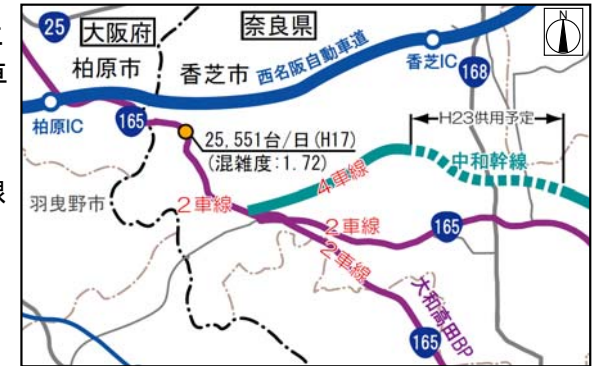 25
大阪府
奈良県
N
柏原市
香芝市
西名阪自動車道
香芝IC
168
柏原IC
165
25,551台/日(H17)
(混雑度:1.72)
H23供用予定
中和幹線
4車線
羽曳野市
2車線
2車線
165
2車線
大和高田BP
165
線